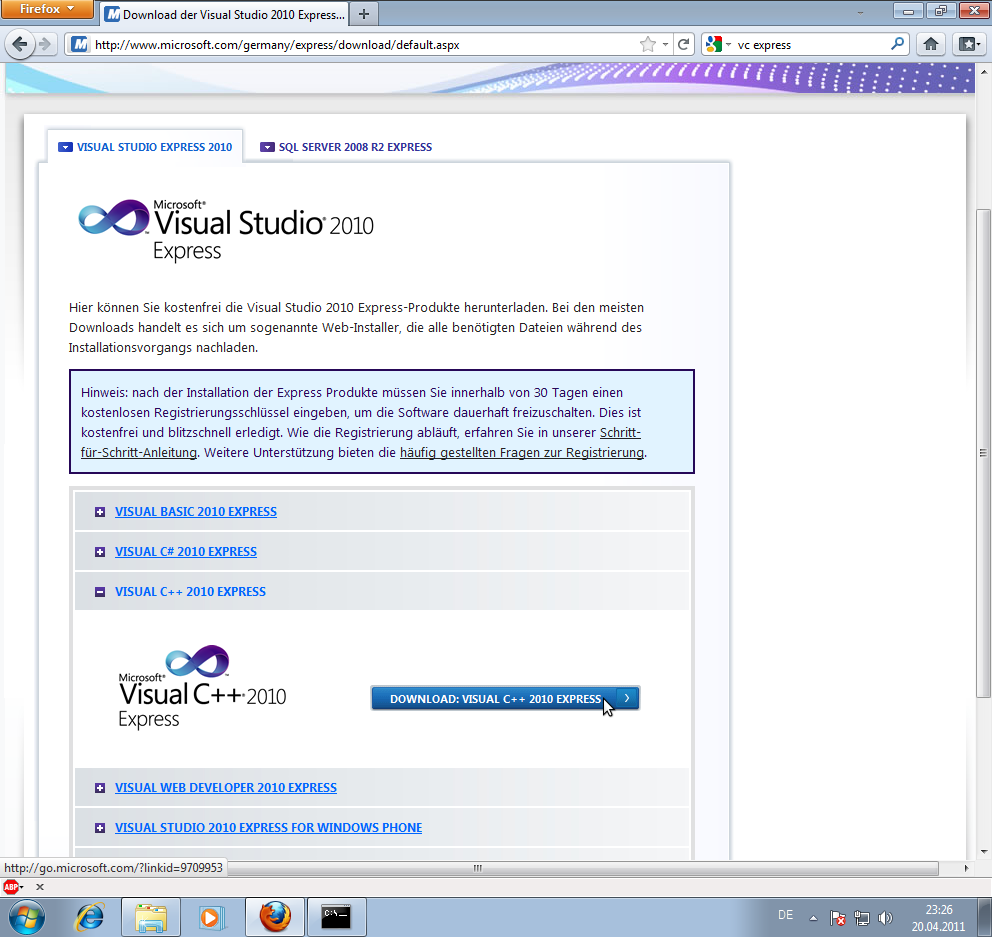 Firefox
Download der Visual Studio 2010 Express...
http://www.microsoft.com/germany/express/download/default.aspx
vc express
VISUAL STUDIO EXPRESS 2010
SQL SERVER 2008 R2 EXPRESS
Microsoft®
Visual Studio® 2010
Express
Hier können Sie kostenfrei die Visual Studio 2010 Express-Produkte herunterladen. Bei den meisten
Downloads handelt es sich um sogenannte Web-Installer, die alle benötigten Dateien während des
Installationsvorgangs nachladen.
Hinweis: nach der Installation der Express Produkte müssen Sie innerhalb von 30 Tagen einen
kostenlosen Registrierungsschlüssel eingeben, um die Software dauerhaft freizuschalten. Dies ist
kostenfrei und blitzschnell erledigt. Wie die Registrierung abläuft, erfahren Sie in unserer Schritt-
für-Schritt-Anleitung. Weitere Unterstützung bieten die häufig gestellten Fragen zur Registrierung.
VISUAL BASIC 2010 EXPRESS
VISUAL C# 2010 EXPRESS
VISUAL C++ 2010 EXPRESS
Microsoft®
Visual C++® 2010
Express
DOWNLOAD: VISUAL C++ 2010 EXPRESS
VISUAL WEB DEVELOPER 2010 EXPRESS
VISUAL STUDIO 2010 EXPRESS FOR WINDOWS PHONE
http://go.microsoft.com/?linkid=9709953
ABP
C:\
DE
23:26
20.04.2011